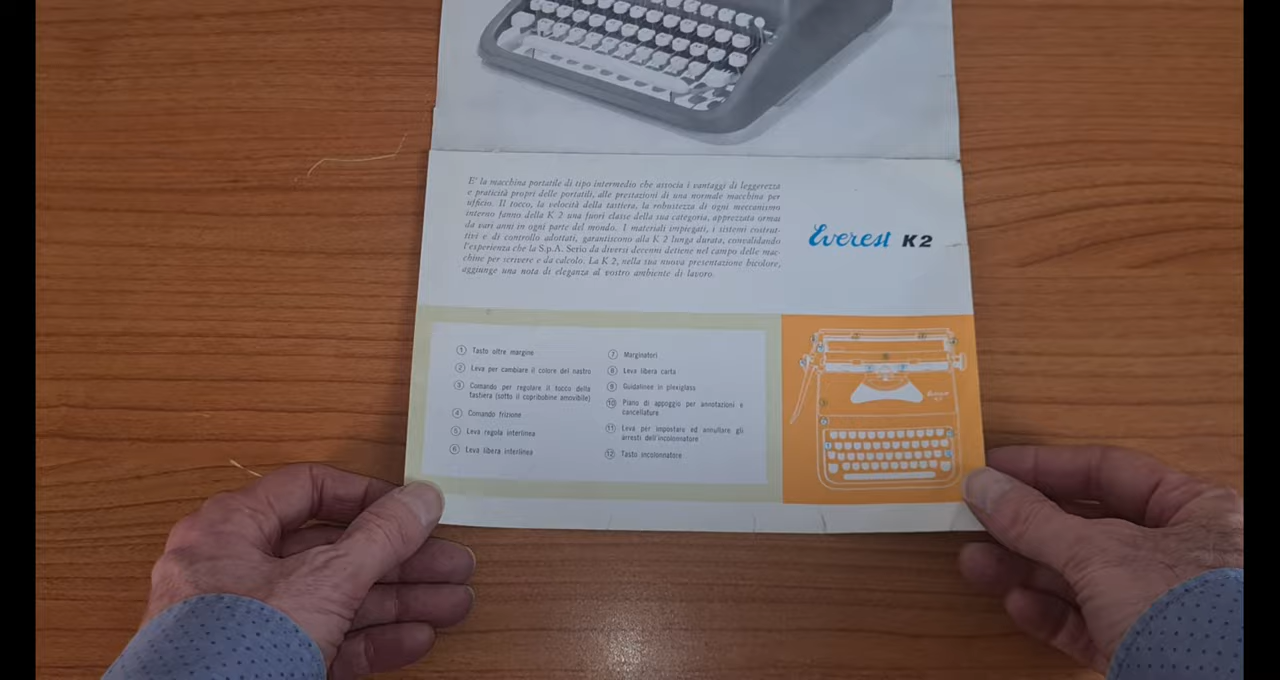 E' la macchina portatile di tipo intermedio che associa i vantaggi di leggerezza
e praticità propri delle portatili, alle prestazioni di una normale macchina per
ufficio. Il tocco, la velocità della tastiera, la robustezza di ogni meccanismo
interno fanno della K 2 una fuori classe della sua categoria, apprezzata ormai
da vari anni in ogni parte del mondo. I materiali impiegati, i sistemi costrut-
tivi e di controllo adottati, garantiscono alla K 2 lunga durata, convalidando
l'esperienza che la S.p.A. Serio da diversi decenni detiene nel campo delle mac-
chine per scrivere e da calcolo. La K 2, nella sua nuova presentazione bicolore,
aggiunge una nota di eleganza al vostro ambiente di lavoro.
Everest K2
1 Tasto oltre margine
2 Leva per cambiare il colore del nastro
3 Comando per regolare il tocco della
tastiera (sotto il copribobine amovibile)
4 Comando frizione
5 Leva regola interlinea
6 Leva libera interlinea
7 Marginatori
8 Leva libera carta
9 Guidalinee in plexiglass
10 Piano di appoggio per annotazioni e
cancellature
11 Leva per impostare ed annullare gli
arresti dell'incolonnatore
12 Tasto incolonnatore
Everest
K2